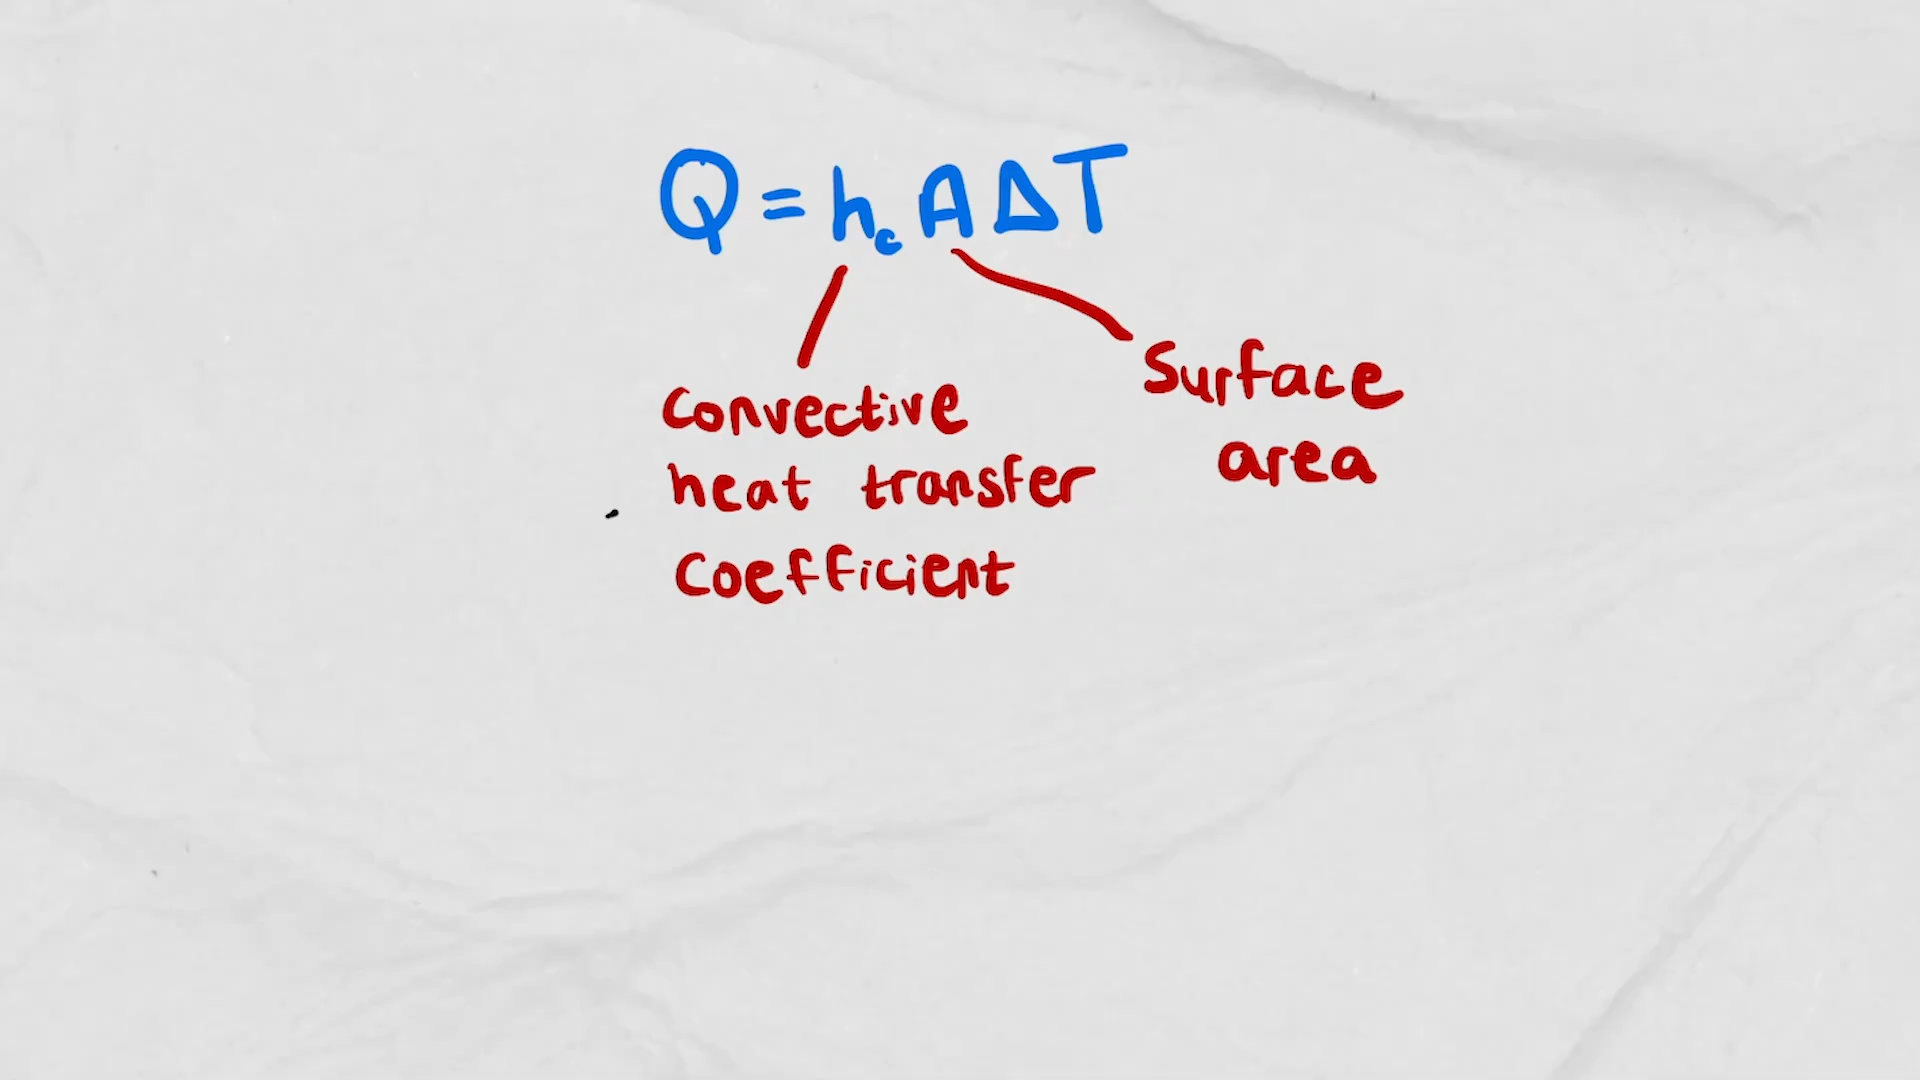 Q = hc A ΔT
Convective
heat transfer
Coefficient
Surface
area